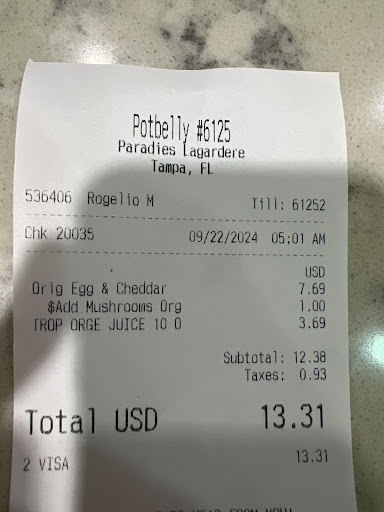 Potbelly #6125
Paradies Lagardere
Tampa, FL
536406 Rogelio M Till: 61252
Chk 20035 09/22/2024 05:01 AM
USD
Orig Egg & Cheddar 7.69
$Add Mushrooms Org 1.00
TROP ORGE JUICE 10 O 3.69
Subtotal: 12.38
Taxes: 0.93
Total USD 13.31
2 VISA 13.31